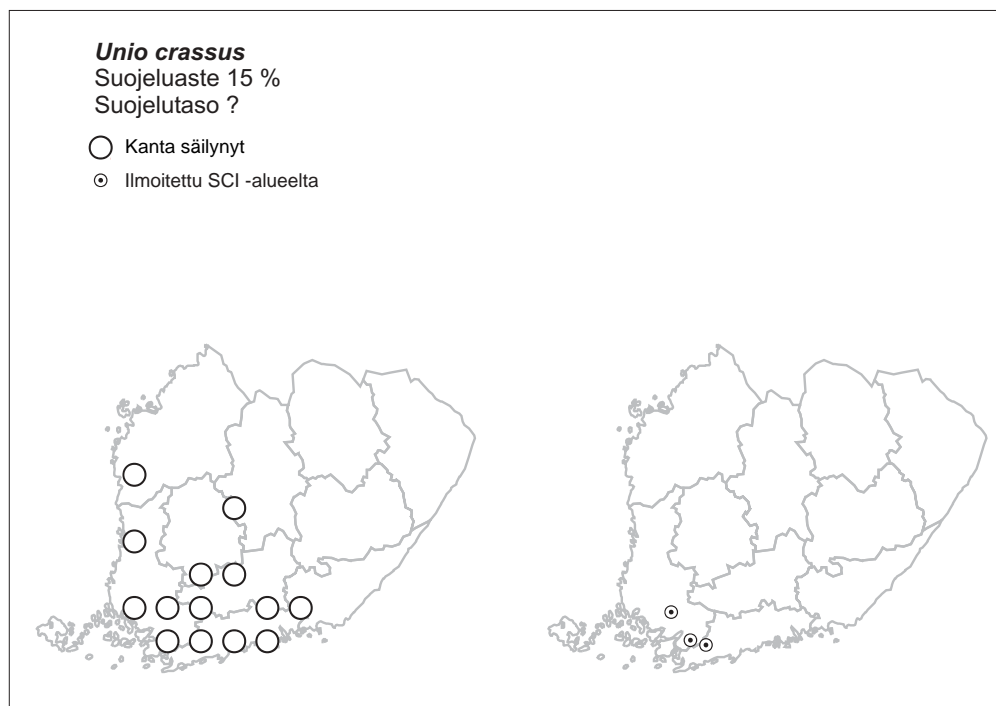 Unio crassus
Suojeluaste 15 %
Suojelutaso ?
Kanta säilynyt
Ilmoitettu SCI -alueelta